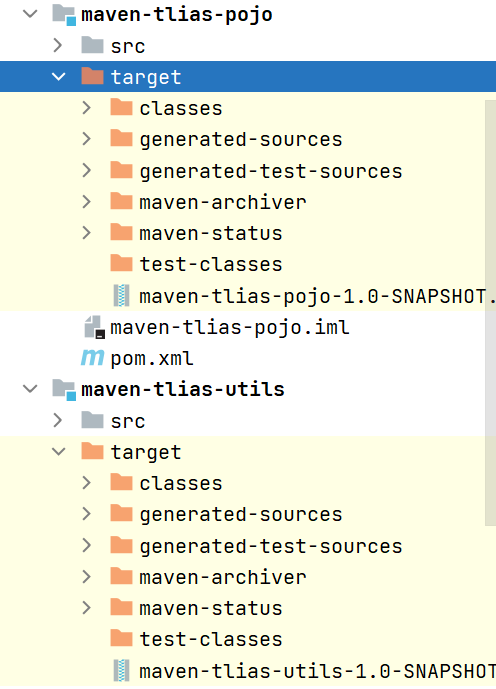 maven-tlias-pojo
src
target
classes
generated-sources
generated-test-sources
maven-archiver
maven-status
test-classes
maven-tlias-pojo-1.0-SNAPSHOT.
maven-tlias-pojo.iml
m pom.xml
maven-tlias-utils
src
target
classes
generated-sources
generated-test-sources
maven-archiver
maven-status
test-classes
maven-tlias-utils-1.0-SNAPSHOT